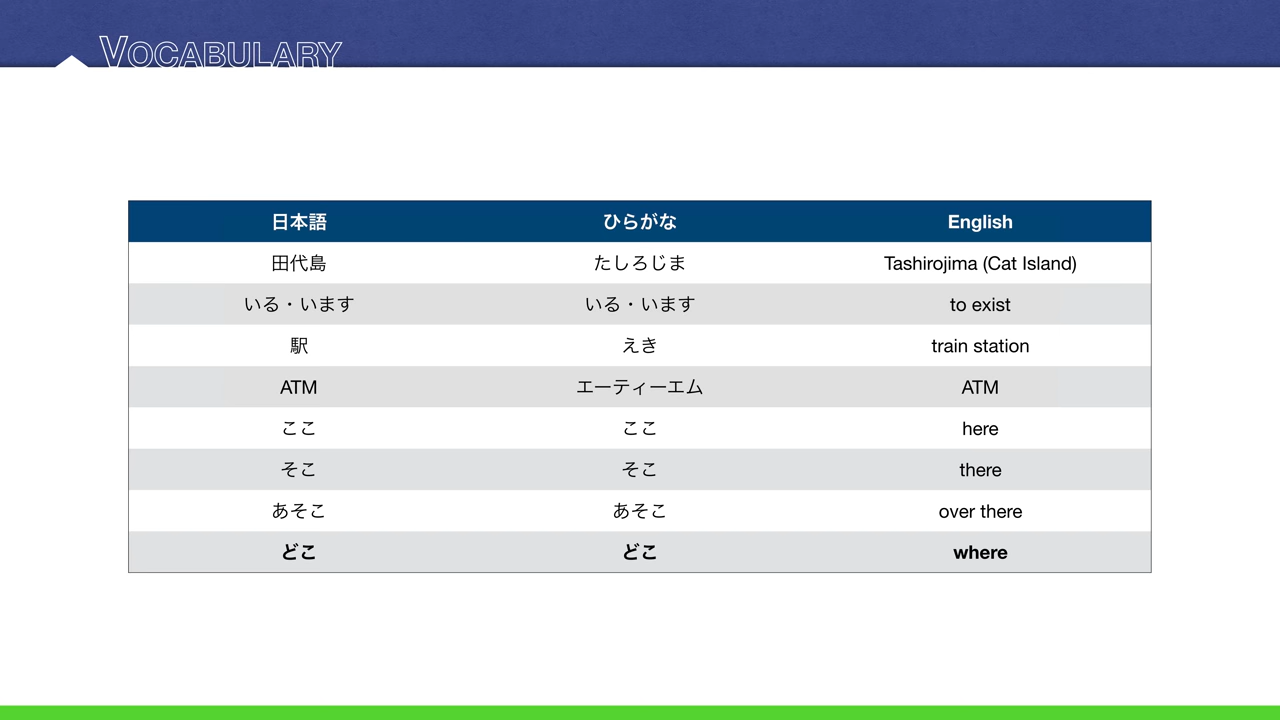 VOCABULARY
日本語 ひらがな English
田代島 たしろじま Tashirojima (Cat Island)
いる・います いる・います to exist
駅 えき train station
ATM エーティーエム ATM
ここ ここ here
そこ そこ there
あそこ あそこ over there
どこ どこ where